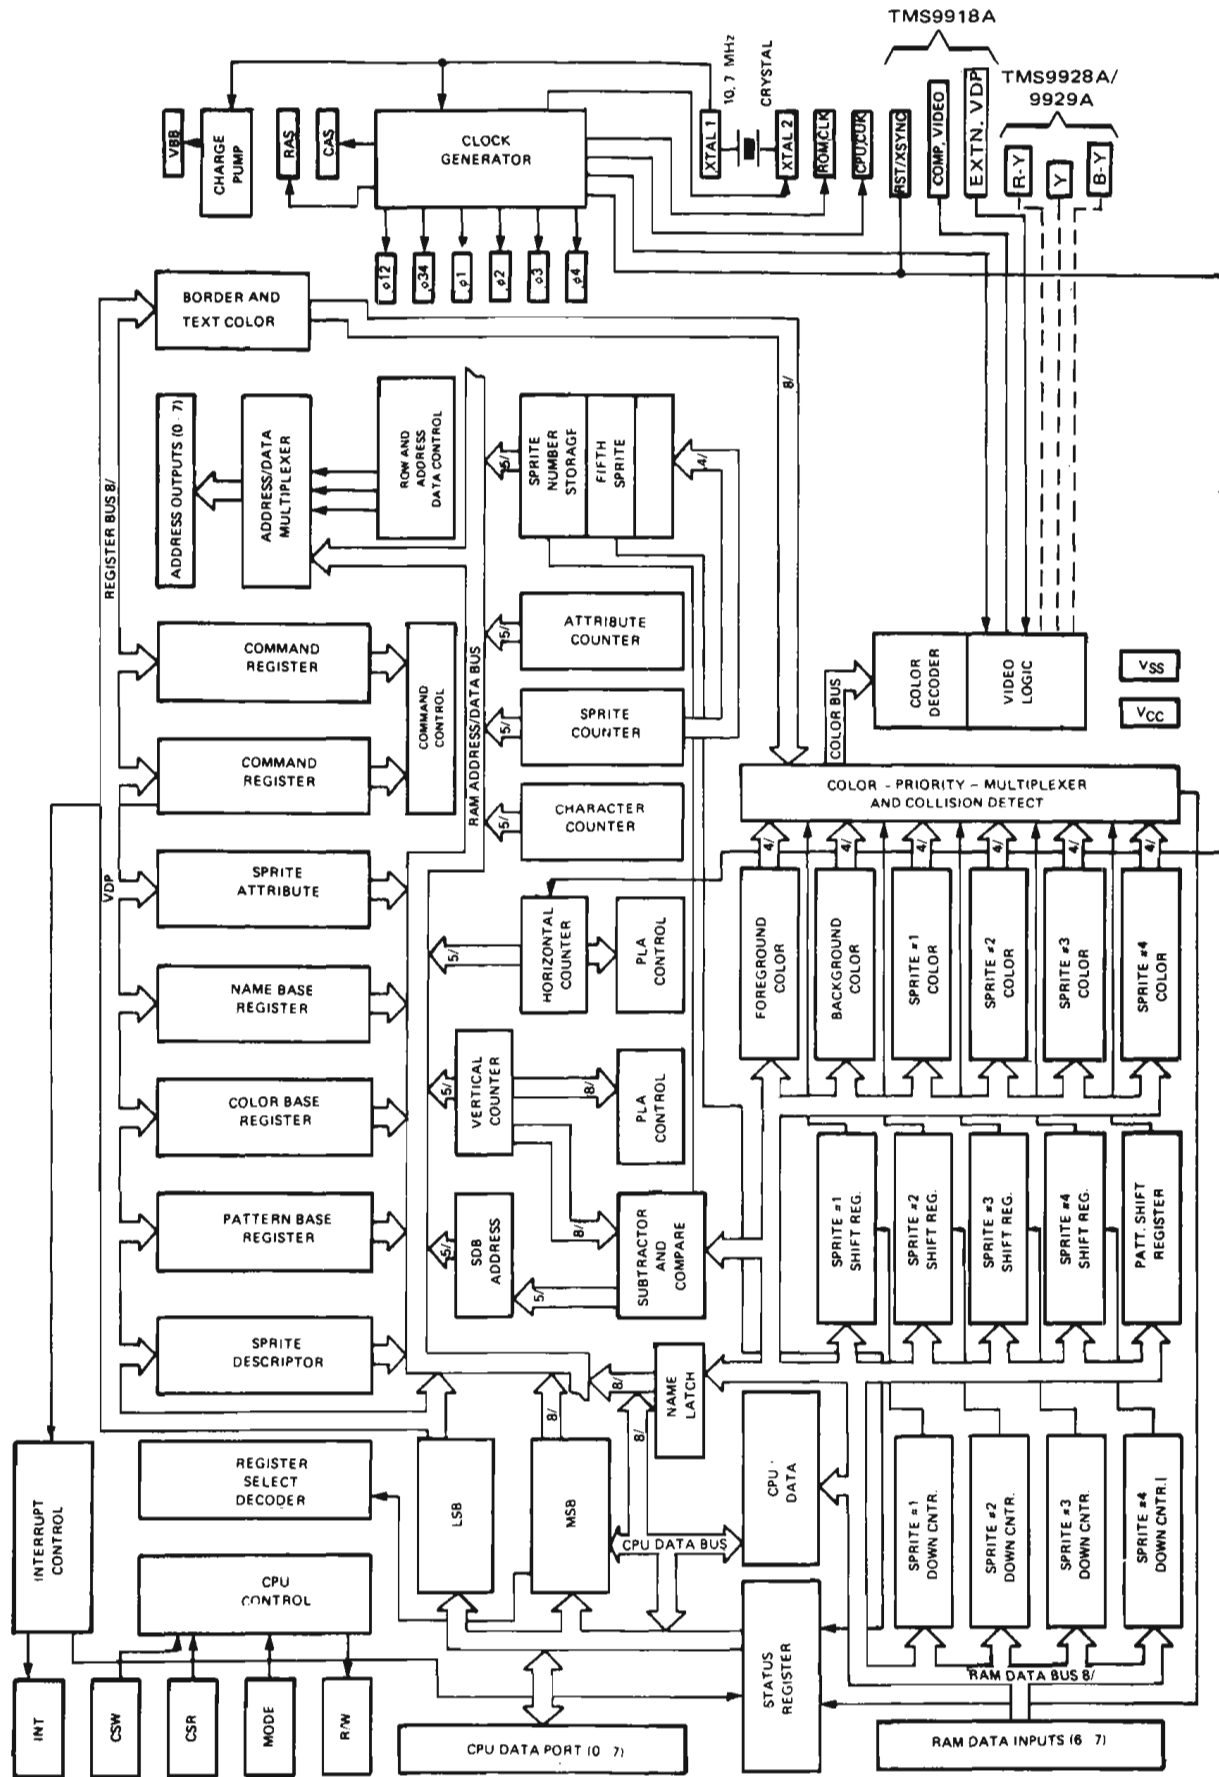 TMS9918A
TMS9928A/
9929A
VBB
CHARGE
PUMP
RAS
CAS
CLOCK
GENERATOR
XTAL 1
10.7 MHz
CRYSTAL
XTAL 2
ROM,CLK
CPU,CUK
RST/XSYNC
COMP, VIDEO
EXTN, VDP
R-Y
Y
B-Y
φ12
φ34
φ1
φ2
φ3
φ4
BORDER AND
TEXT COLOR
REGISTER BUS 8/
ADDRESS OUTPUTS (0 - 7)
ADDRESS/DATA
MULTIPLEXER
ROW AND
ADDRESS
DATA CONTROL
SPRITE
NUMBER
STORAGE
FIFTH
SPRITE
5/
4/
8/
COMMAND
REGISTER
COMMAND
REGISTER
COMMAND
CONTROL
RAM ADDRESS/DATA BUS
ATTRIBUTE
COUNTER
5/
SPRITE
COUNTER
5/
CHARACTER
COUNTER
5/
COLOR BUS
COLOR
DECODER
VIDEO
LOGIC
VSS
VCC
COLOR - PRIORITY - MULTIPLEXER
AND COLLISION DETECT
4/
4/
4/
4/
4/
4/
VDP
SPRITE
ATTRIBUTE
NAME BASE
REGISTER
COLOR BASE
REGISTER
PATTERN BASE
REGISTER
SPRITE
DESCRIPTOR
5/
HORIZONTAL
COUNTER
PLA
CONTROL
5/
VERTICAL
COUNTER
8/
PLA
CONTROL
5/
SDB
ADDRESS
8/
5/
SUBTRACTOR
AND
COMPARE
FOREGROUND
COLOR
BACKGROUND
COLOR
SPRITE #1
COLOR
SPRITE #2
COLOR
SPRITE #3
COLOR
SPRITE #4
COLOR
SPRITE #1
SHIFT REG.
SPRITE #2
SHIFT REG.
SPRITE #3
SHIFT REG.
SPRITE #4
SHIFT REG.
PATT. SHIFT
REGISTER
INTERRUPT
CONTROL
REGISTER
SELECT
DECODER
CPU
CONTROL
LSB
MSB
8/
8/
8/
NAME
LATCH
CPU DATA BUS
CPU -
DATA
STATUS
REGISTER
SPRITE #1
DOWN CNTR.
SPRITE #2
DOWN CNTR.
SPRITE #3
DOWN CNTR.
SPRITE #4
DOWN CNTR.
RAM DATA BUS 8/
INT
CSW
CSR
MODE
R/W
CPU DATA PORT (0 7)
RAM DATA INPUTS (6 7)